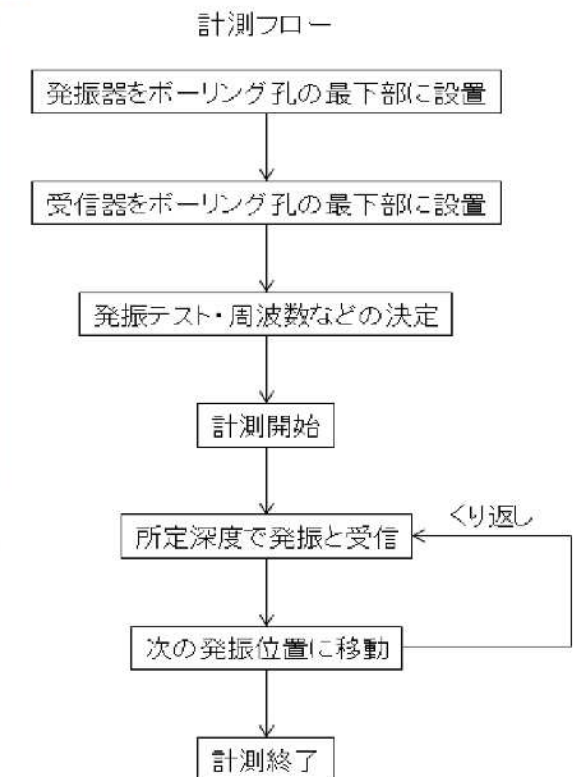 計測フロー
発振器をボーリング孔の最下部に設置
受信器をボーリング孔の最下部に設置
発振テスト・周波数などの決定
計測開始
所定深度で発振と受信
くり返し
次の発振位置に移動
計測終了